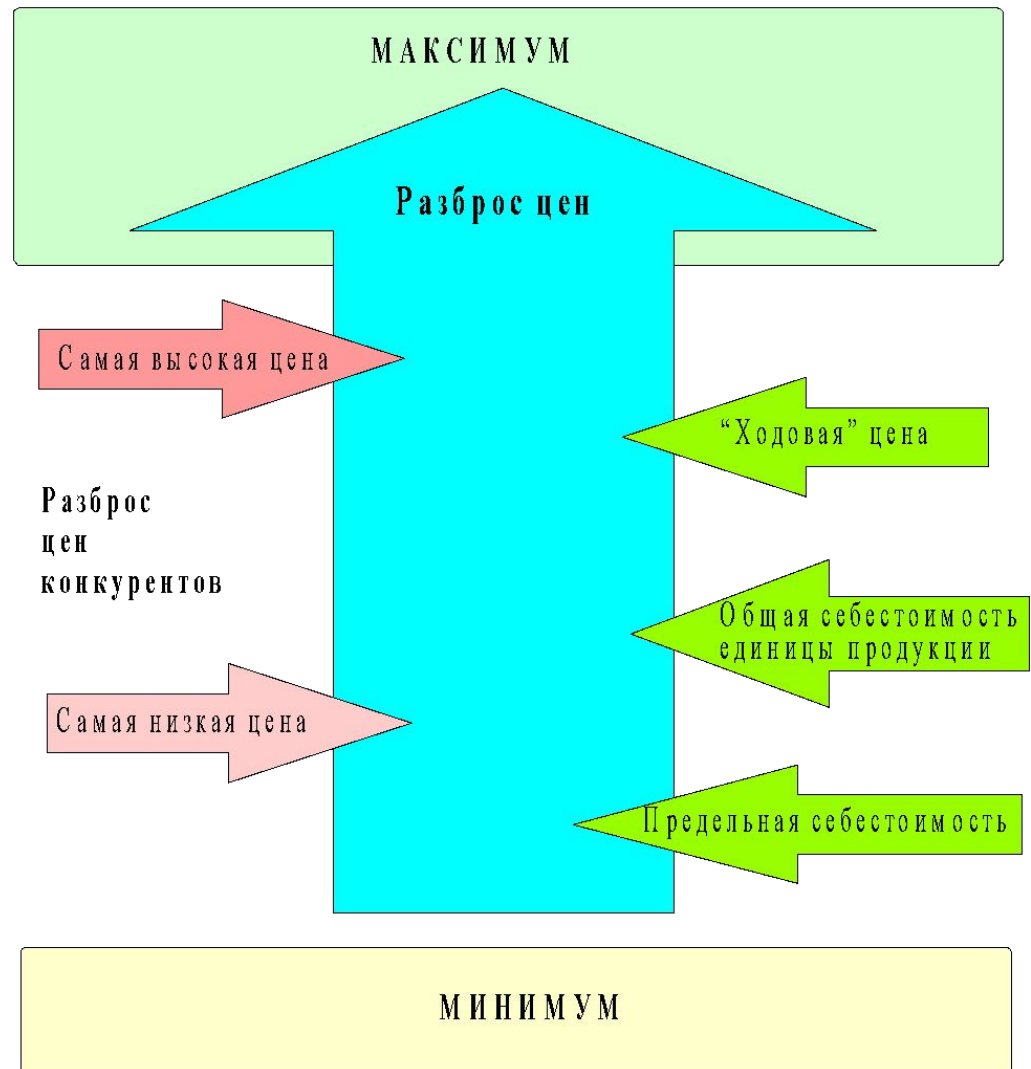 МАКСИМУМ
Разброс цен
Самая высокая цена
“Ходовая” цена
Разброс
цен
конкурентов
Общая себестоимость
единицы продукции
Самая низкая цена
Предельная себестоимость
МИНИМУМ